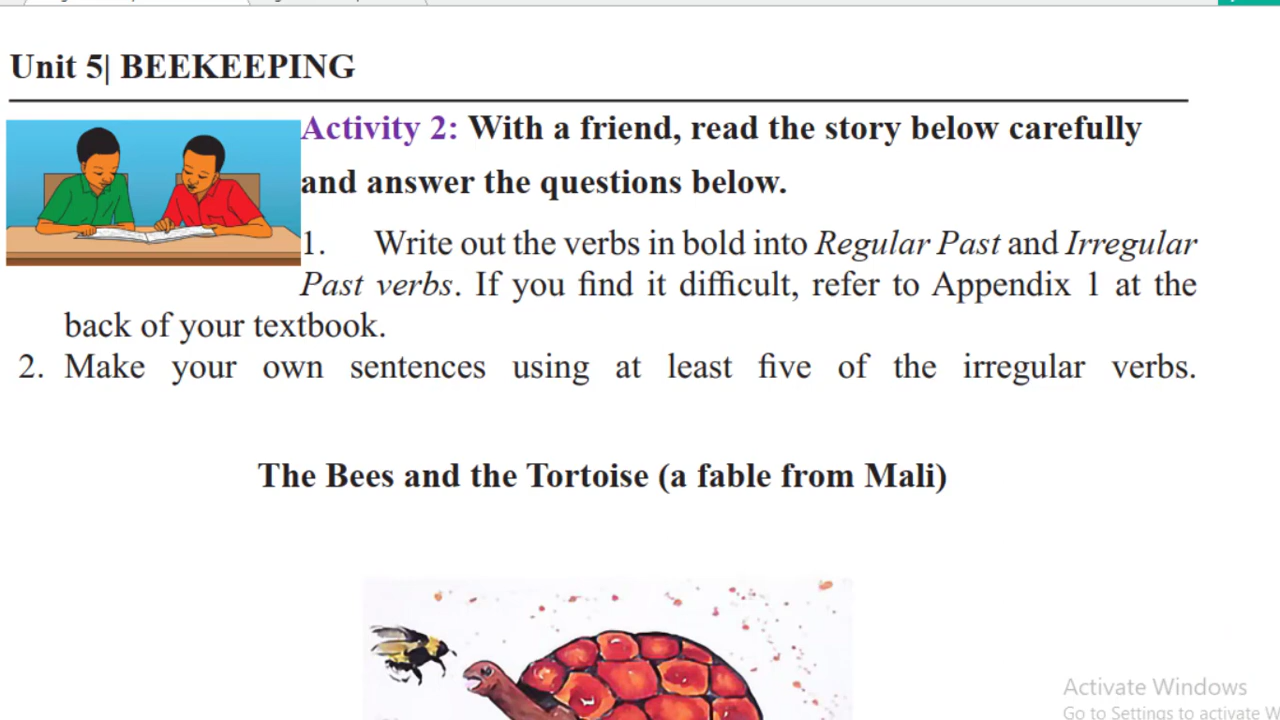 Unit 5| BEEKEEPING
Activity 2: With a friend, read the story below carefully
and answer the questions below.
1. Write out the verbs in bold into Regular Past and Irregular
Past verbs. If you find it difficult, refer to Appendix 1 at the
back of your textbook.
2. Make your own sentences using at least five of the irregular verbs.
The Bees and the Tortoise (a fable from Mali)
Activate Windows
Go to Settings to activate W